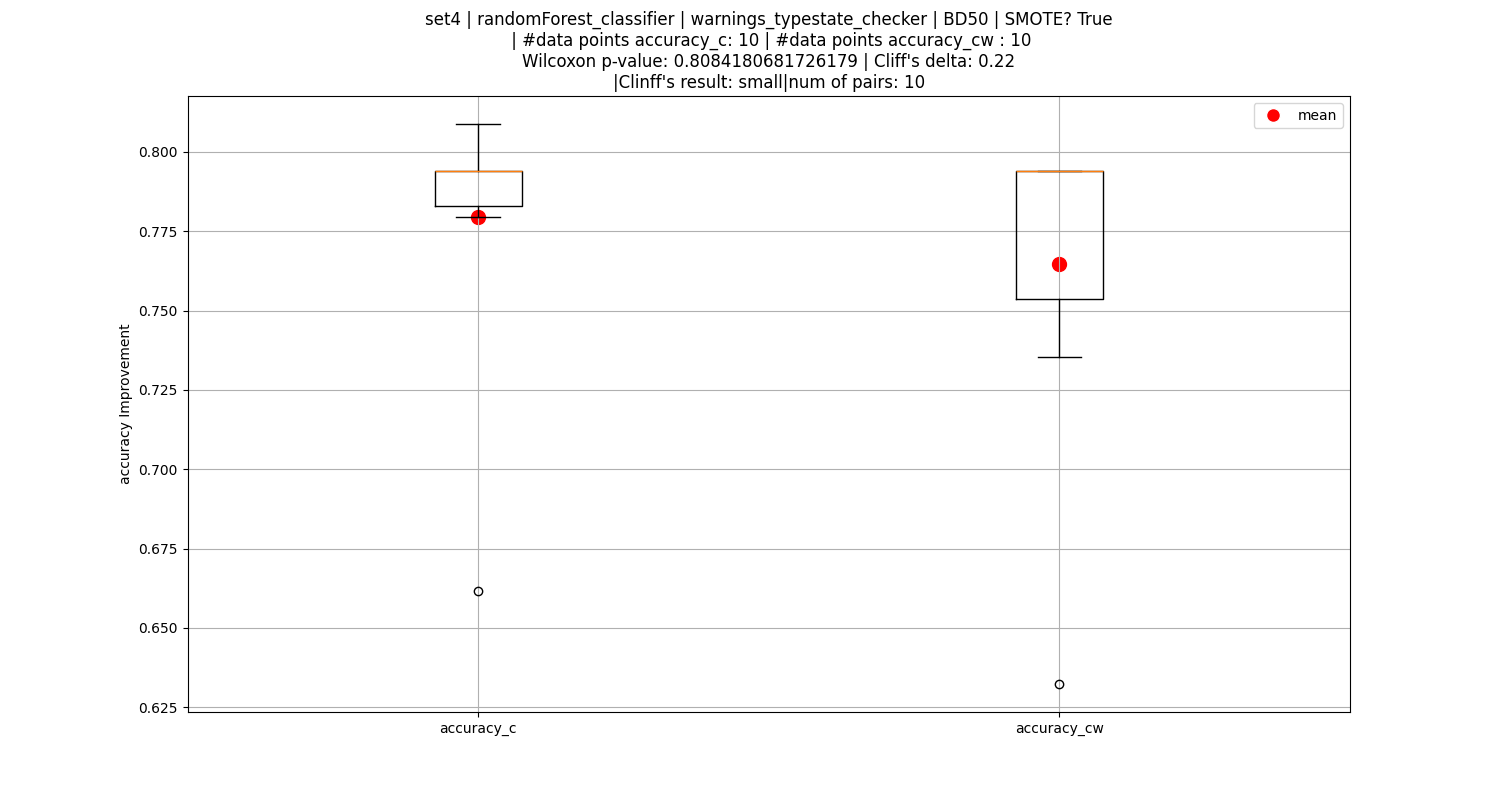 set4 | randomForest_classifier | warnings_typestate_checker | BD50 | SMOTE? True
| #data points accuracy_c: 10 | #data points accuracy_cw : 10
Wilcoxon p-value: 0.8084180681726179 | Cliff's delta: 0.22
|Clinff's result: small|num of pairs: 10
mean
0.800
0.775
0.750
0.725
0.700
0.675
0.650
0.625
accuracy Improvement
accuracy_c
accuracy_cw